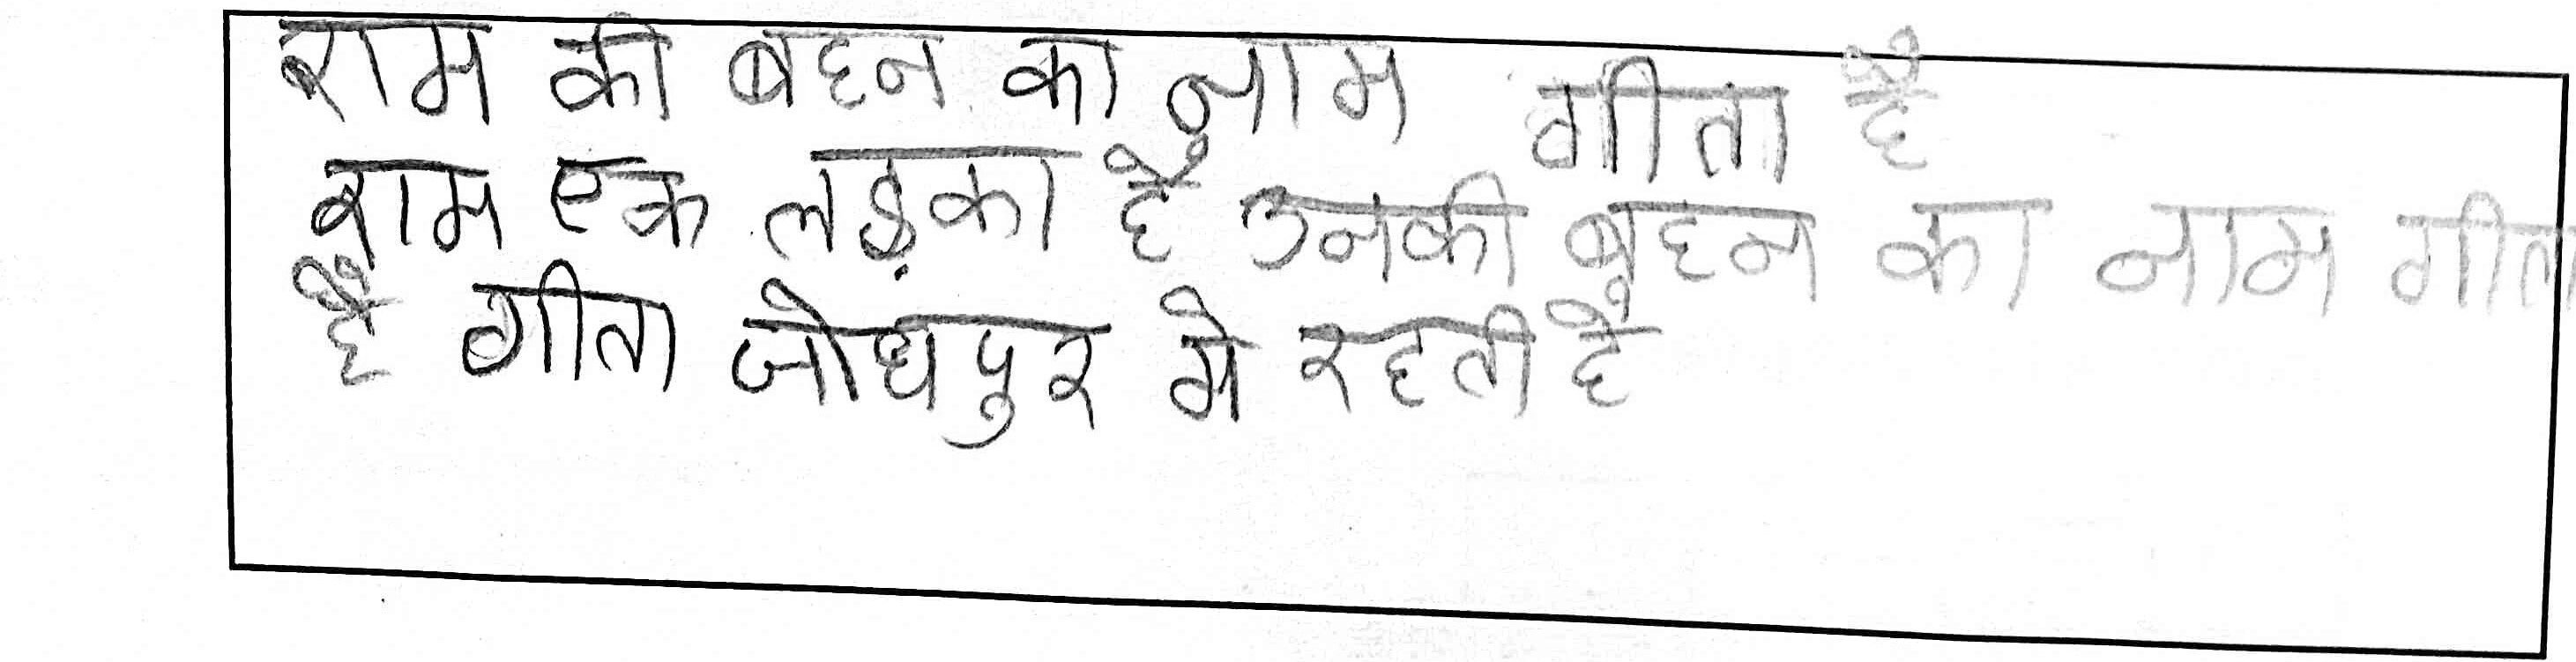 राम की बहन का नाम गीता है
राम एक लड़का है उनकी बहन का नाम गीता
है गीता जोधपुर मे रहती है